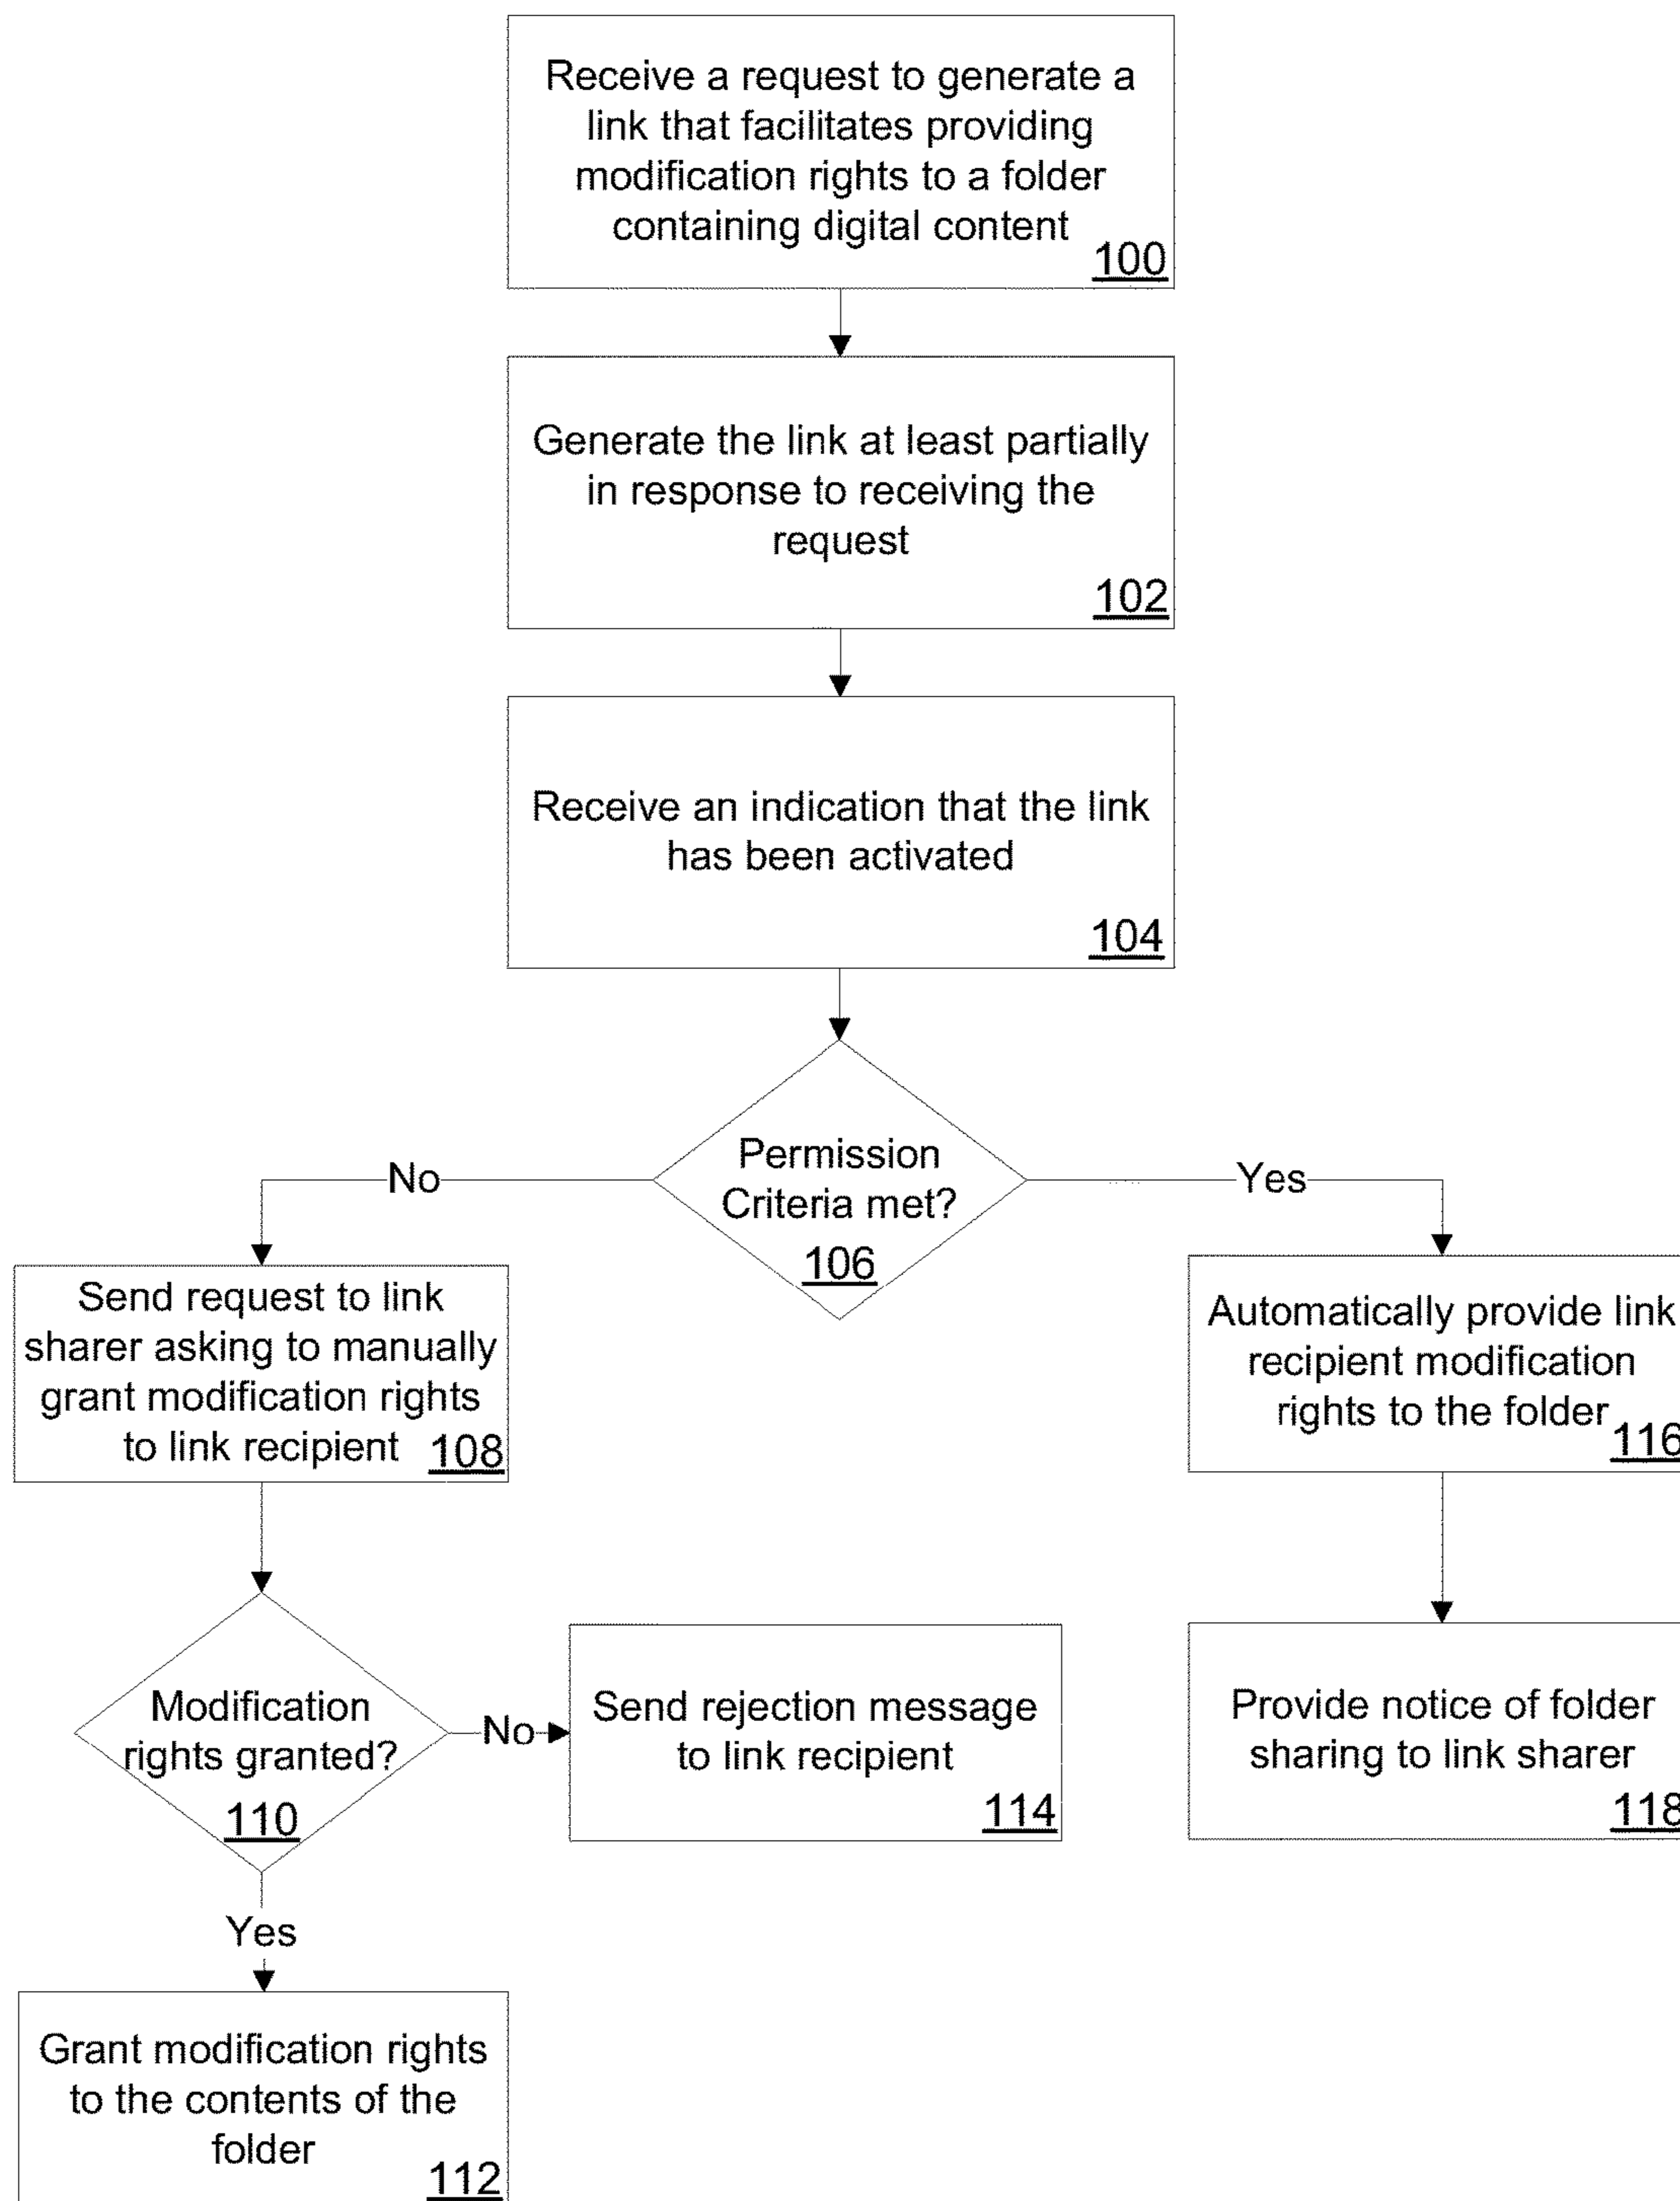 Receive a request to generate a
link that facilitates providing
modification rights to a folder
containing digital content
100
Generate the link at least partially
in response to receiving the
request
102
Receive an indication that the link
has been activated
104
Permission
Criteria met?
106
No
Yes
Send request to link
sharer asking to manually
grant modification rights
to link recipient 108
Automatically provide link
recipient modification
rights to the folder
116
Modification
rights granted?
110
No
Send rejection message
to link recipient
114
Provide notice of folder
sharing to link sharer
118
Yes
Grant modification rights
to the contents of the
folder
112